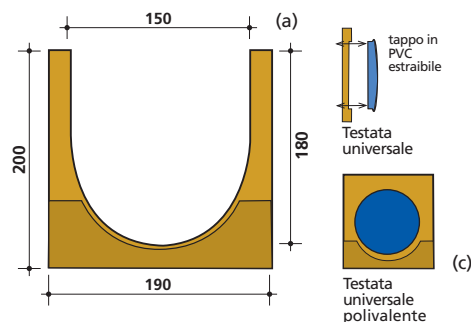 150
(a)
200
180
190
tappo in
PVC
estraibile
Testata
universale
(c)
Testata
universale
polivalente